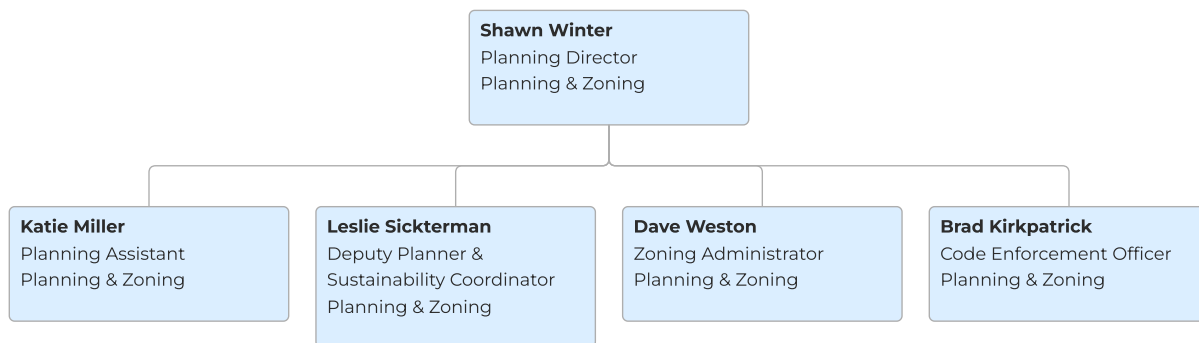 Shawn Winter
Planning Director
Planning & Zoning
Katie Miller
Planning Assistant
Planning & Zoning
Leslie Sickterman
Deputy Planner &
Sustainability Coordinator
Planning & Zoning
Dave Weston
Zoning Administrator
Planning & Zoning
Brad Kirkpatrick
Code Enforcement Officer
Planning & Zoning